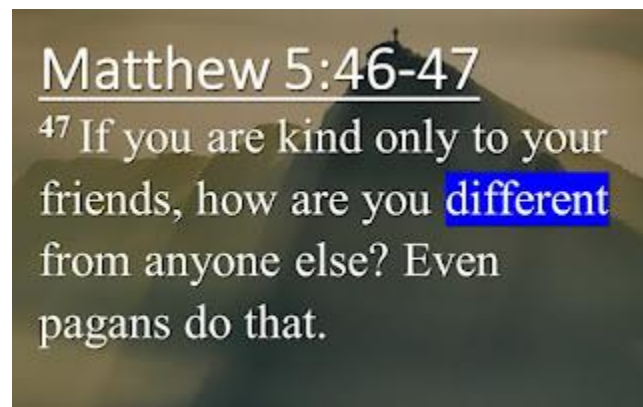 Matthew 5:46-47
47 If you are kind only to your
friends, how are you different
from anyone else? Even
pagans do that.